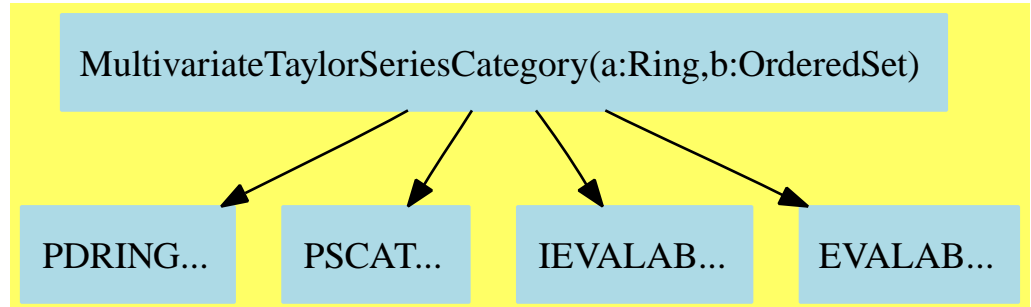 MultivariateTaylorSeriesCategory(a:Ring,b:OrderedSet)
PDRING... PSCAT... IEVALAB... EVALAB...